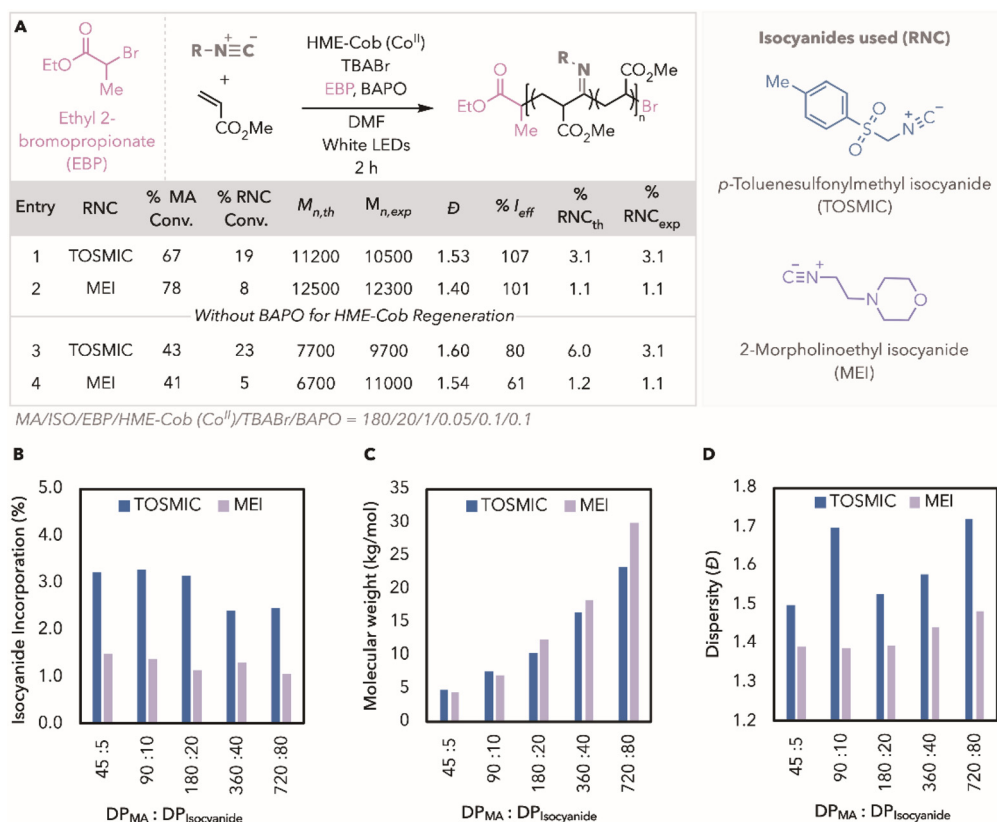 A
EtO
O
Br
Me
Ethyl 2-
bromopropionate
(EBP)
R–N≡C
+
−
+
CO₂Me
HME-Cob (Coᴵᴵ)
TBABr
EBP, BAPO
DMF
White LEDs
2 h
EtO
O
Me
R
N
CO₂Me
CO₂Me
Br
n
Isocyanides used (RNC)
Me
O
S
O
N≡C
+
−
p-Toluenesulfonylmethyl isocyanide
(TOSMIC)
C≡N
−
+
N
O
2-Morpholinoethyl isocyanide
(MEI)
Entry RNC % MA Conv. % RNC Conv. Mn,th Mn,exp Đ % Ieff % RNCth % RNCexp
1 TOSMIC 67 19 11200 10500 1.53 107 3.1 3.1
2 MEI 78 8 12500 12300 1.40 101 1.1 1.1
Without BAPO for HME-Cob Regeneration
3 TOSMIC 43 23 7700 9700 1.60 80 6.0 3.1
4 MEI 41 5 6700 11000 1.54 61 1.2 1.1
MA/ISO/EBP/HME-Cob (Coᴵᴵ)/TBABr/BAPO = 180/20/1/0.05/0.1/0.1
B
Isocyanide Incorporation (%)
5.0
4.0
3.0
2.0
1.0
0.0
TOSMIC MEI
45 :5
90 :10
180 :20
360 :40
720 :80
DPMA : DPIsocyanide
C
Molecular weight (kg/mol)
35
30
25
20
15
10
5
0
TOSMIC MEI
45 :5
90 :10
180 :20
360 :40
720 :80
DPMA : DPIsocyanide
D
Dispersity (Đ)
1.8
1.7
1.6
1.5
1.4
1.3
1.2
TOSMIC MEI
45 :5
90 :10
180 :20
360 :40
720 :80
DPMA : DPIsocyanide